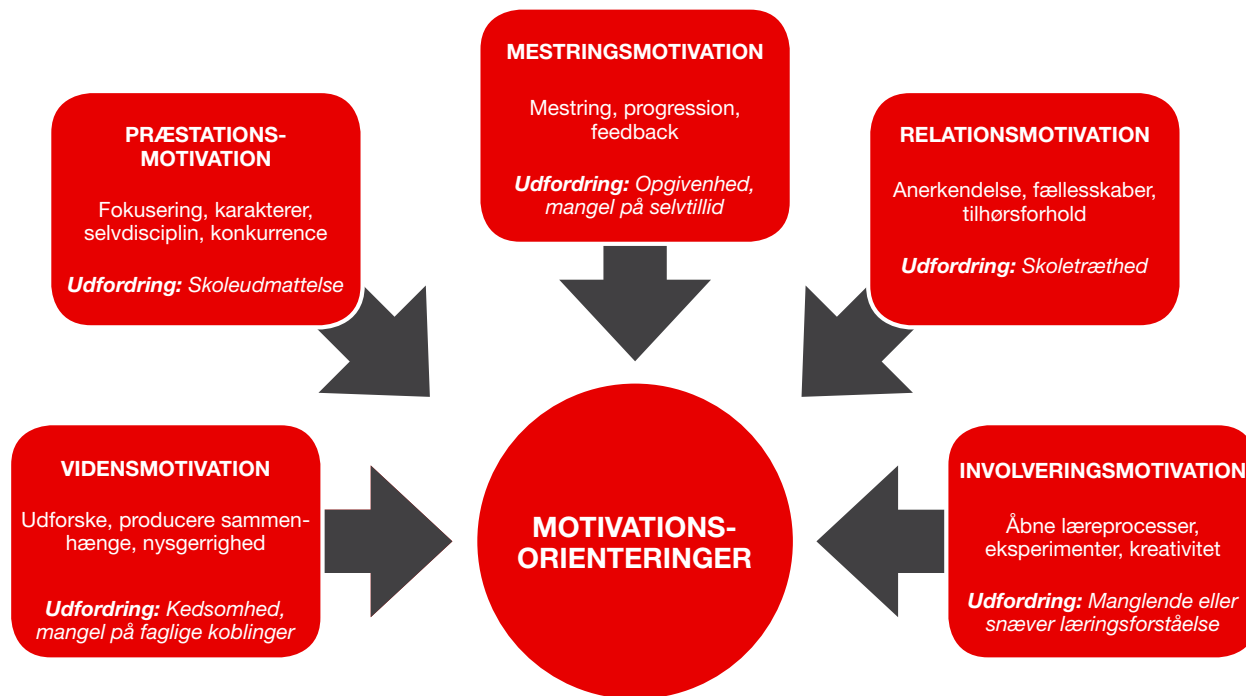 MESTRINGSMOTIVATION
Mestring, progression,
feedback
Udfordring: Opgivenhed,
mangel på selvtillid
PRÆSTATIONS-
MOTIVATION
Fokusering, karakterer,
selvdisciplin, konkurrence
Udfordring: Skoleudmattelse
RELATIONSMOTIVATION
Anerkendelse, fællesskaber,
tilhørsforhold
Udfordring: Skoletræthed
VIDENSMOTIVATION
Udforske, producere sammen-
hænge, nysgerrighed
Udfordring: Kedsomhed,
mangel på faglige koblinger
MOTIVATIONS-
ORIENTERINGER
INVOLVERINGSMOTIVATION
Åbne læreprocesser,
eksperimenter, kreativitet
Udfordring: Manglende eller
snæver læringsforståelse